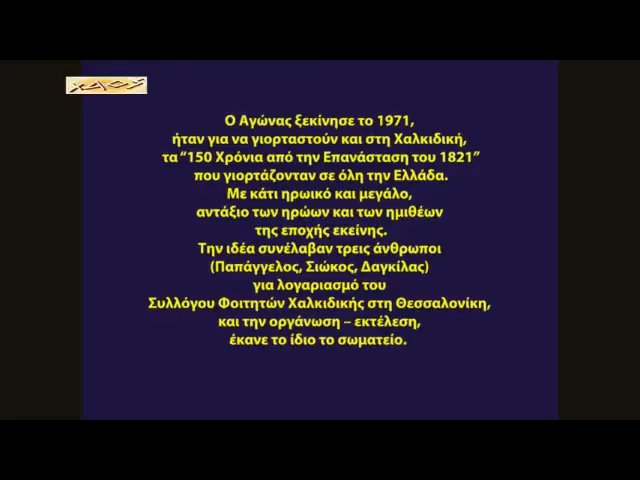 ΧΑΟΣ
Ο Αγώνας ξεκίνησε το 1971,
ήταν για να γιορταστούν και στη Χαλκιδική,
τα “150 Χρόνια από την Επανάσταση του 1821”
που γιορτάζονταν σε όλη την Ελλάδα.
Με κάτι ηρωικό και μεγάλο,
αντάξιο των ηρώων και των ημιθέων
της εποχής εκείνης.
Την ιδέα συνέλαβαν τρεις άνθρωποι
(Παπάγγελος, Σιώκος, Δαγκίλας)
για λογαριασμό του
Συλλόγου Φοιτητών Χαλκιδικής στη Θεσσαλονίκη,
και την οργάνωση – εκτέλεση,
έκανε το ίδιο το σωματείο.